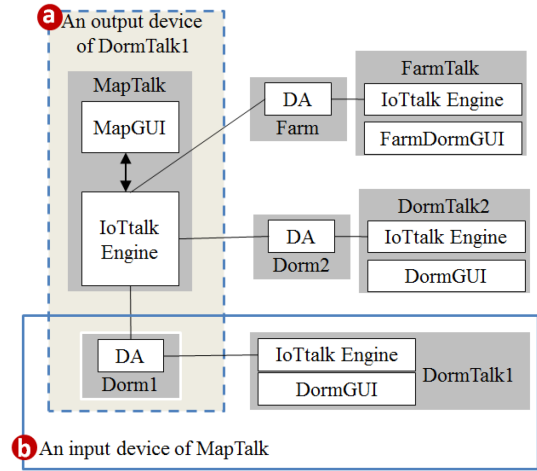 a
An output device
of DormTalk1
MapTalk
MapGUI
IoTtalk
Engine
DA
Farm
FarmTalk
IoTtalk Engine
FarmDormGUI
DA
Dorm2
DormTalk2
IoTtalk Engine
DormGUI
DA
Dorm1
IoTtalk Engine
DormGUI
DormTalk1
b
An input device of MapTalk